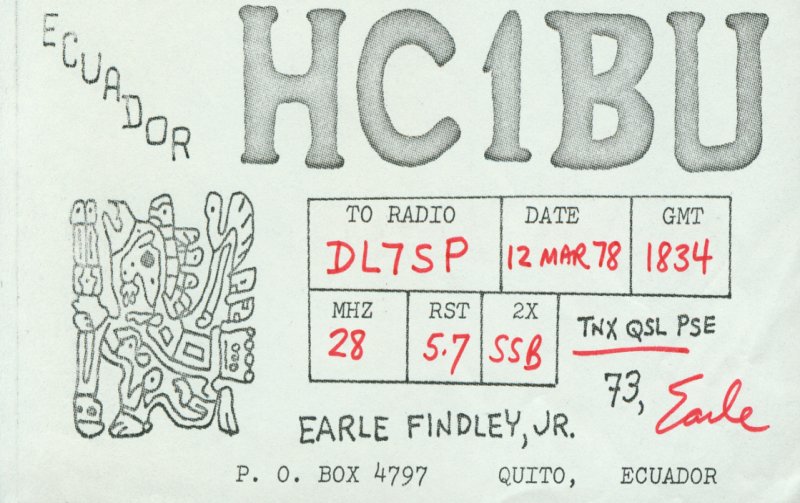 ECUADOR
HC1BU
TO RADIO DATE GMT
DL7SP 12 MAR 78 1834
MHZ RST 2X
28 5.7 SSB
TNX QSL PSE
73, Earle
EARLE FINDLEY, JR.
P. O. BOX 4797 QUITO, ECUADOR